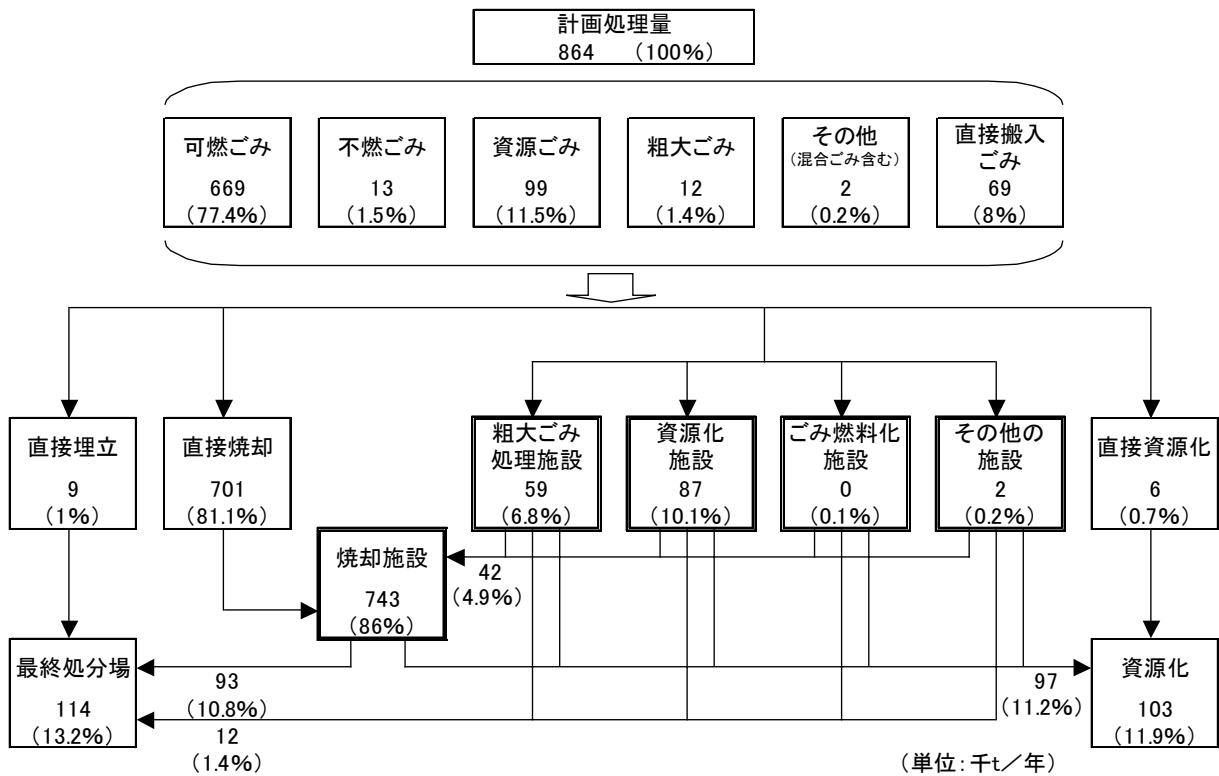 計画処理量
864 （100%）
可燃ごみ
669
（77.4%）
不燃ごみ
13
（1.5%）
資源ごみ
99
（11.5%）
粗大ごみ
12
（1.4%）
その他
（混合ごみ含む）
2
（0.2%）
直接搬入
ごみ
69
（8%）
直接埋立
9
（1%）
直接焼却
701
（81.1%）
粗大ごみ
処理施設
59
（6.8%）
資源化
施設
87
（10.1%）
ごみ燃料化
施設
0
（0.1%）
その他の
施設
2
（0.2%）
直接資源化
6
（0.7%）
焼却施設
743
（86%）
42
（4.9%）
最終処分場
114
（13.2%）
93
（10.8%）
12
（1.4%）
97
（11.2%）
資源化
103
（11.9%）
（単位：千t／年）